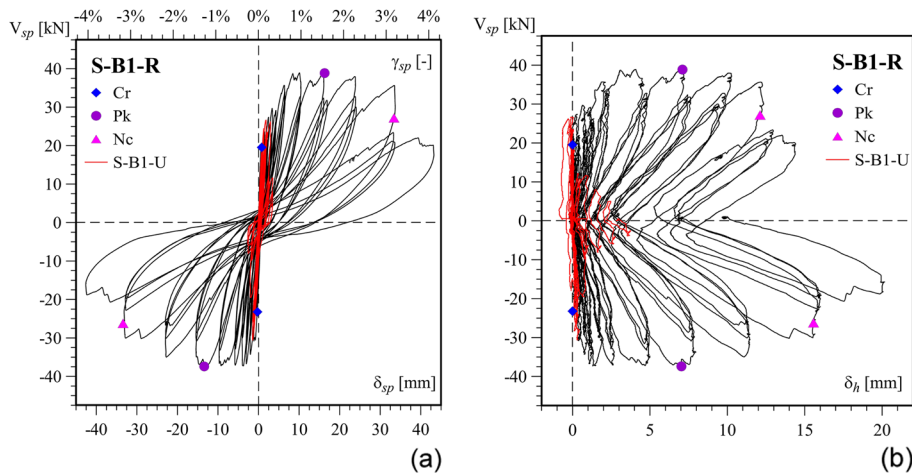 V_sp [kN]
-4% -3% -2% -1% 0% 1% 2% 3% 4%
S-B1-R
γ_sp [-]
Cr
Pk
Nc
S-B1-U
40
30
20
10
0
-10
-20
-30
-40
δ_sp [mm]
-40 -30 -20 -10 0 10 20 30 40
(a)
V_sp [kN]
S-B1-R
Cr
Pk
Nc
S-B1-U
40
30
20
10
0
-10
-20
-30
-40
δ_h [mm]
0 5 10 15 20
(b)